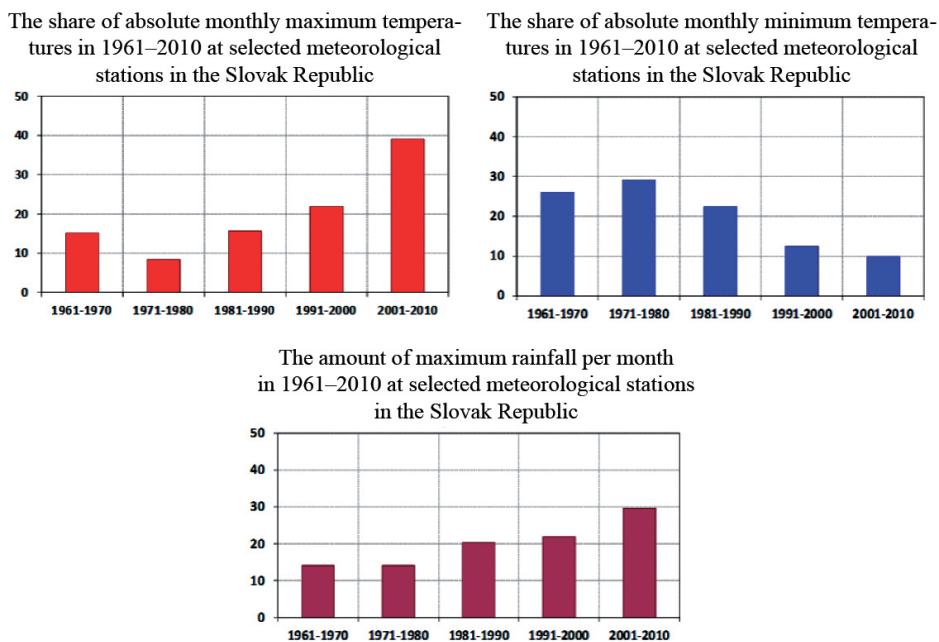 The share of absolute monthly maximum tempera-
tures in 1961–2010 at selected meteorological
stations in the Slovak Republic
50
40
30
20
10
0
1961-1970 1971-1980 1981-1990 1991-2000 2001-2010
The share of absolute monthly minimum tempera-
tures in 1961–2010 at selected meteorological
stations in the Slovak Republic
50
40
30
20
10
0
1961-1970 1971-1980 1981-1990 1991-2000 2001-2010
The amount of maximum rainfall per month
in 1961–2010 at selected meteorological stations
in the Slovak Republic
50
40
30
20
10
0
1961-1970 1971-1980 1981-1990 1991-2000 2001-2010